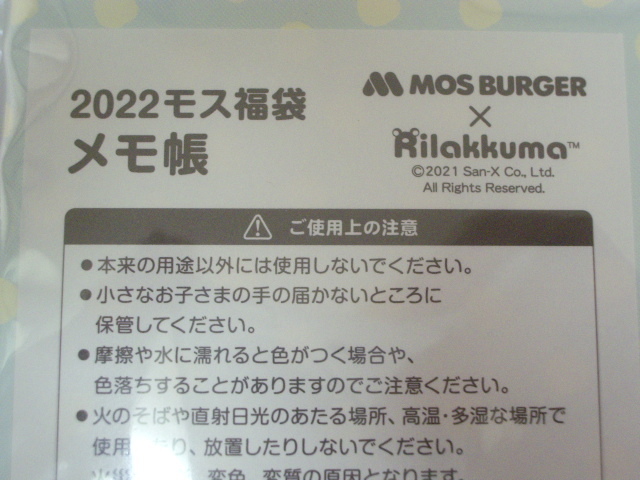 2022モス福袋
メモ帳
MOS BURGER
×
Rilakkuma™
©2021 San-X Co., Ltd.
All Rights Reserved.
ご使用上の注意
●本来の用途以外には使用しないでください。
●小さなお子さまの手の届かないところに
保管してください。
●摩擦や水に濡れると色がつく場合や、
色落ちすることがありますのでご注意ください。
●火のそばや直射日光のあたる場所、高温・多湿な場所で
使用 り、放置したりしないでください。
変色、変質の原因となります。